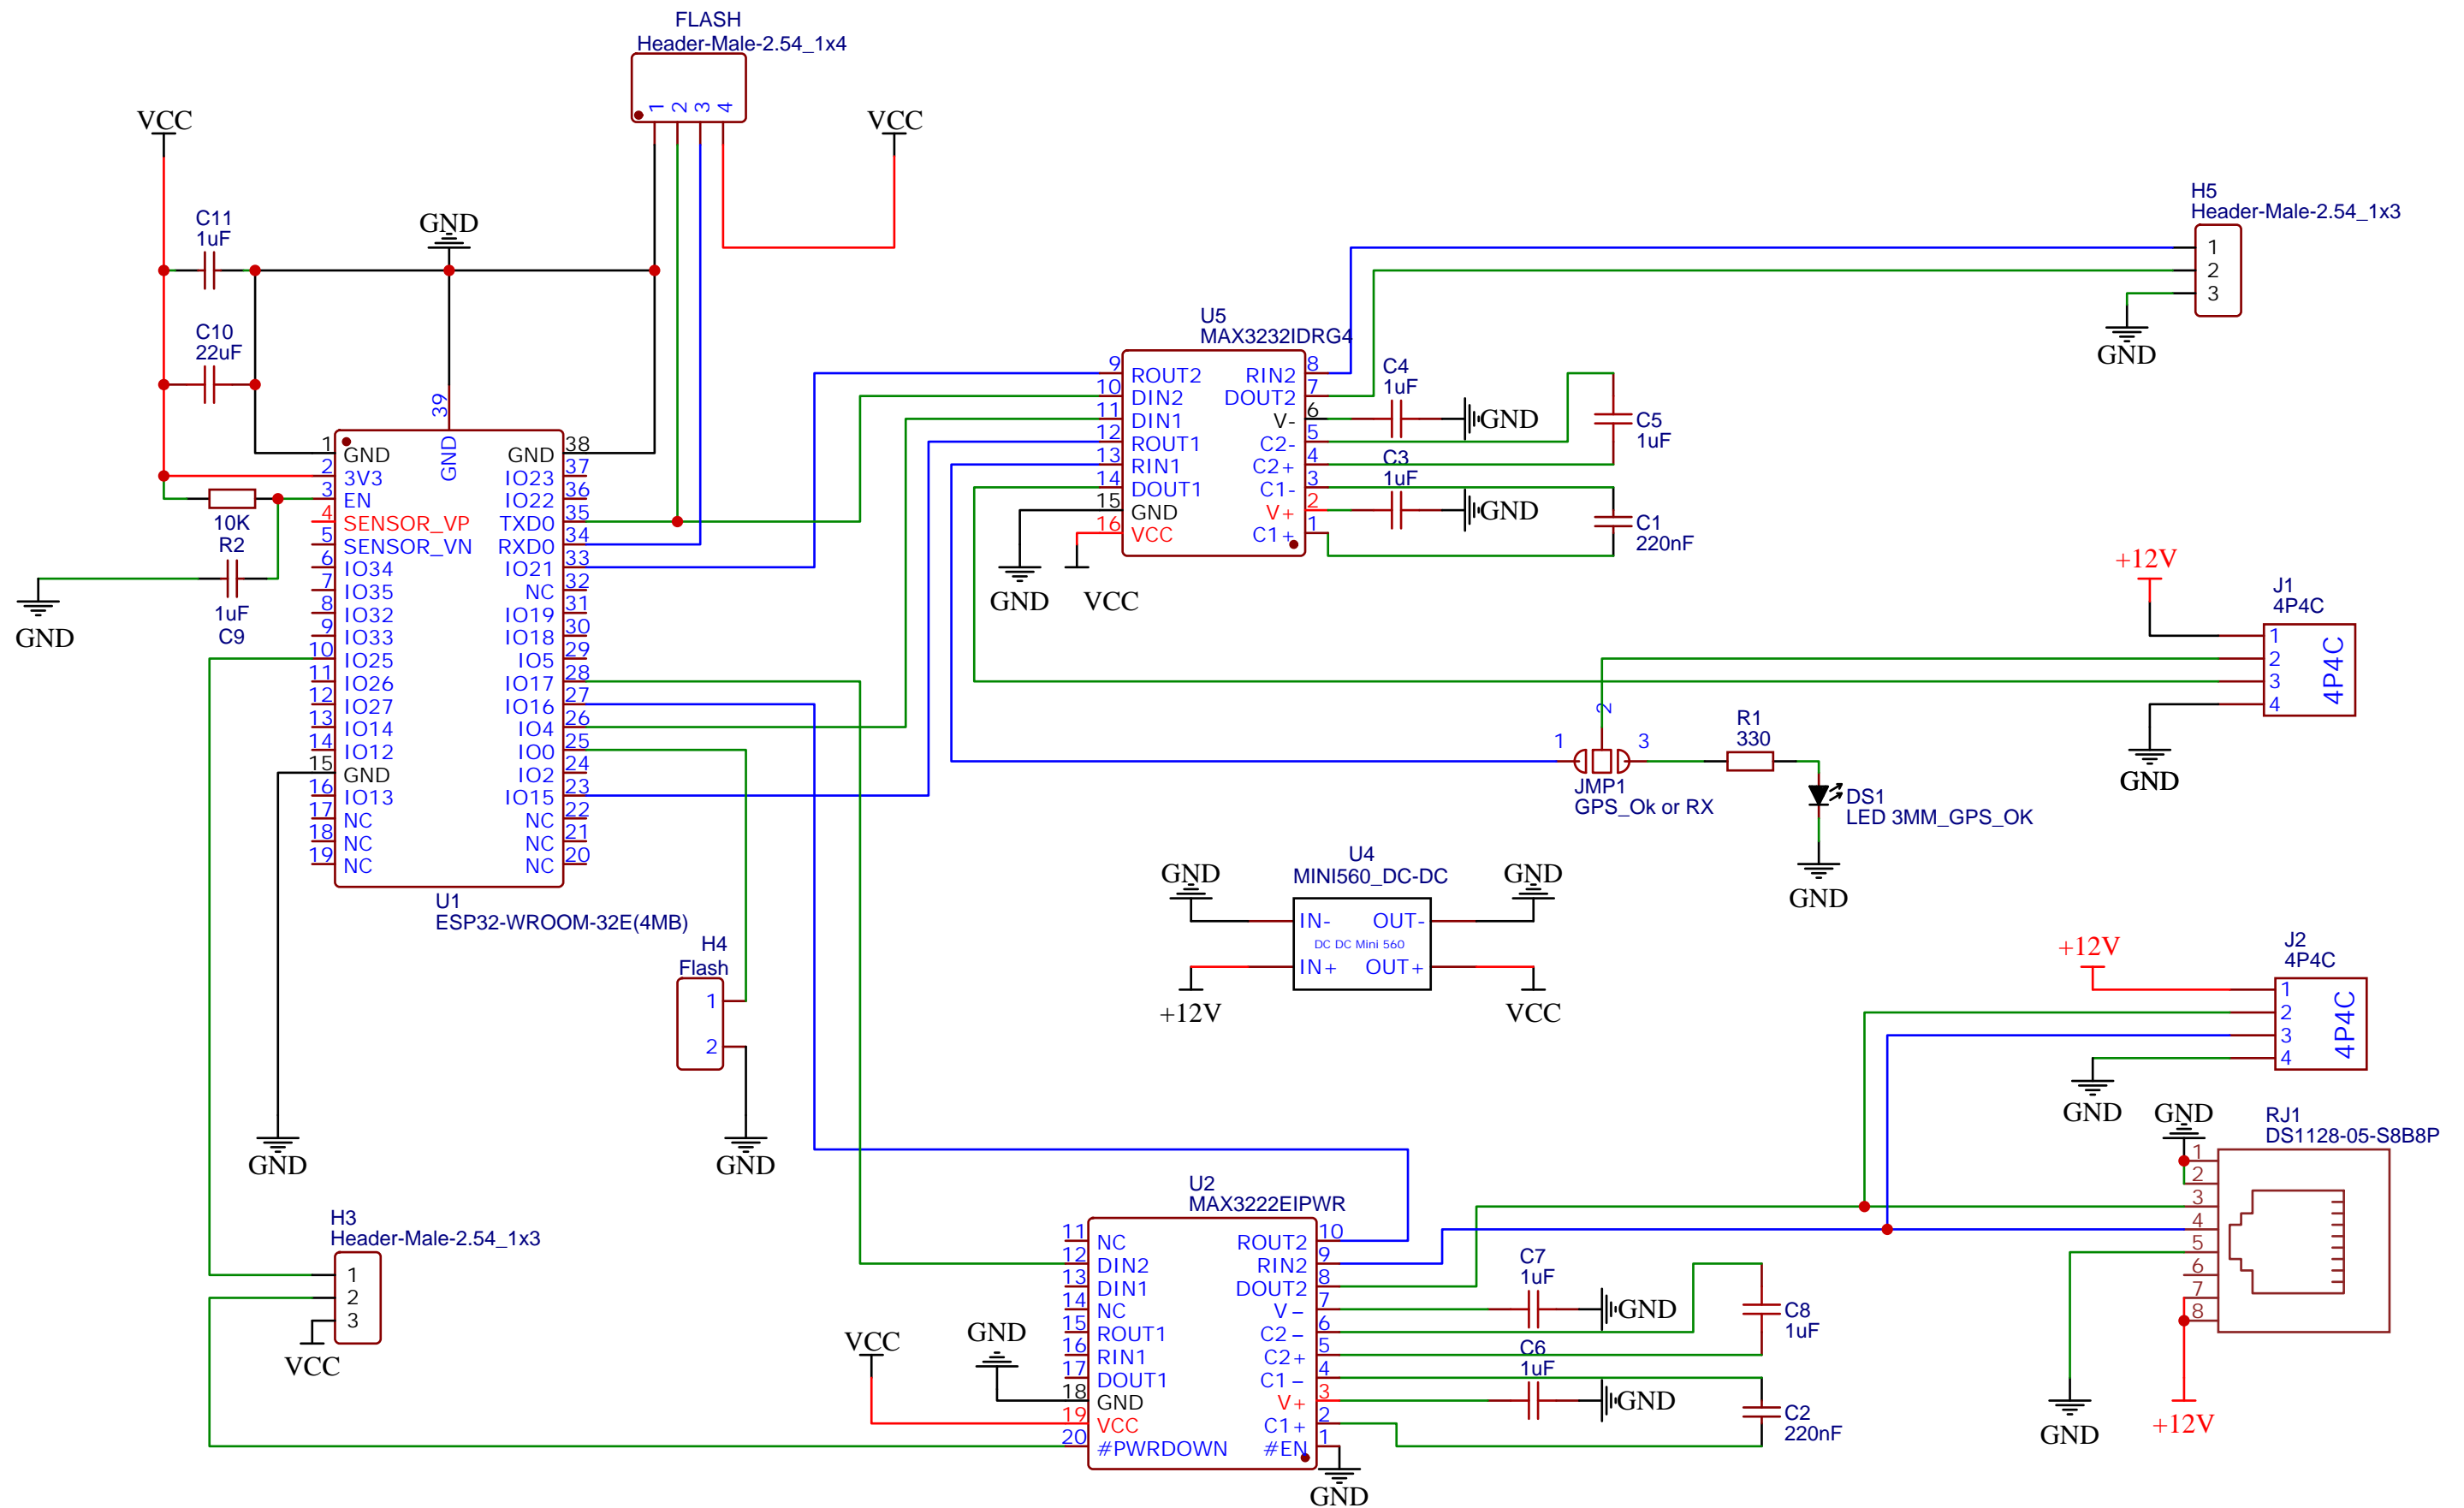 FLASH
Header-Male-2.54_1x4
1
2
3
4
VCC
VCC
C11
1uF
GND
C10
22uF
39
GND
1
GND
2
3V3
3
EN
4
SENSOR_VP
5
SENSOR_VN
6
IO34
7
IO35
8
IO32
9
IO33
10
IO25
11
IO26
12
IO27
13
IO14
14
IO12
15
GND
16
IO13
17
NC
18
NC
19
NC
38
GND
37
IO23
36
IO22
35
TXD0
34
RXD0
33
IO21
32
NC
31
IO19
30
IO18
29
IO5
28
IO17
27
IO16
26
IO4
25
IO0
24
IO2
23
IO15
22
NC
21
NC
20
NC
U1
ESP32-WROOM-32E(4MB)
10K
R2
1uF
C9
GND
H4
Flash
1
2
GND
GND
H3
Header-Male-2.54_1x3
1
2
3
VCC
U5
MAX3232IDRG4
9
ROUT2
10
DIN2
11
DIN1
12
ROUT1
13
RIN1
14
DOUT1
15
GND
16
VCC
8
RIN2
7
DOUT2
6
V-
5
C2-
4
C2+
3
C1-
2
V+
1
C1+
GND
VCC
C4
1uF
GND
C3
1uF
GND
C5
1uF
C1
220nF
H5
Header-Male-2.54_1x3
1
2
3
GND
+12V
J1
4P4C
1
2
3
4
4P4C
GND
1
2
3
JMP1
GPS_Ok or RX
R1
330
DS1
LED 3MM_GPS_OK
GND
U4
MINI560_DC-DC
GND
GND
IN-
OUT-
DC DC Mini 560
IN+
OUT+
+12V
VCC
+12V
J2
4P4C
1
2
3
4
4P4C
GND
GND
RJ1
DS1128-05-S8B8P
1
2
3
4
5
6
7
8
GND
+12V
U2
MAX3222EIPWR
11
NC
12
DIN2
13
DIN1
14
NC
15
ROUT1
16
RIN1
17
DOUT1
18
GND
19
VCC
20
#PWRDOWN
10
ROUT2
9
RIN2
8
DOUT2
7
V−
6
C2−
5
C2+
4
C1−
3
V+
2
C1+
1
#EN
VCC
GND
GND
C7
1uF
GND
C6
1uF
GND
C8
1uF
C2
220nF